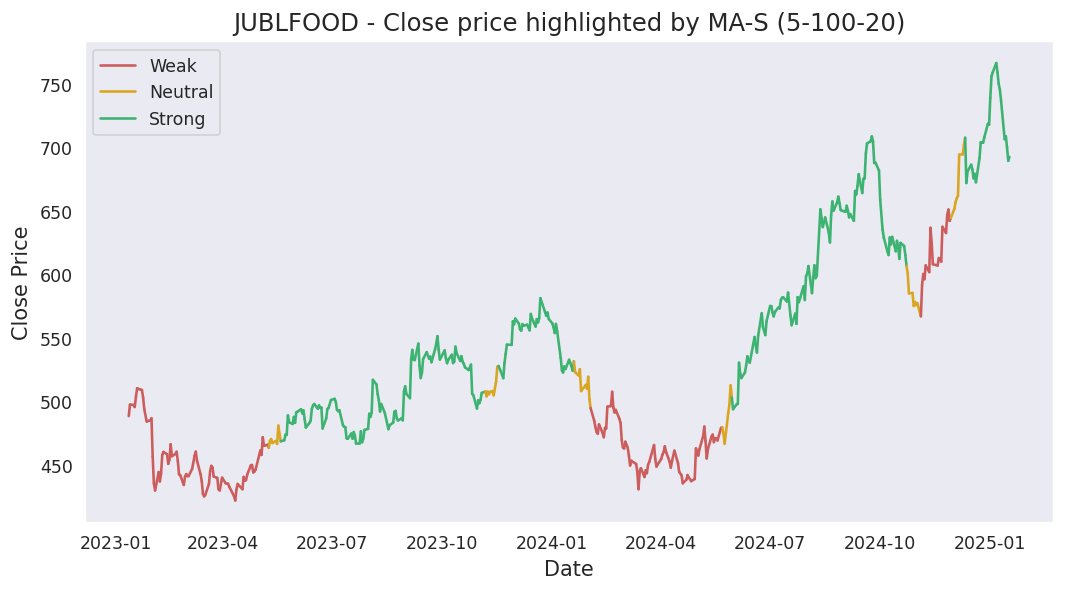 JUBLFOOD - Close price highlighted by MA-S (5-100-20)
Weak
Neutral
Strong
Close Price
750
700
650
600
550
500
450
2023-01 2023-04 2023-07 2023-10 2024-01 2024-04 2024-07 2024-10 2025-01
Date